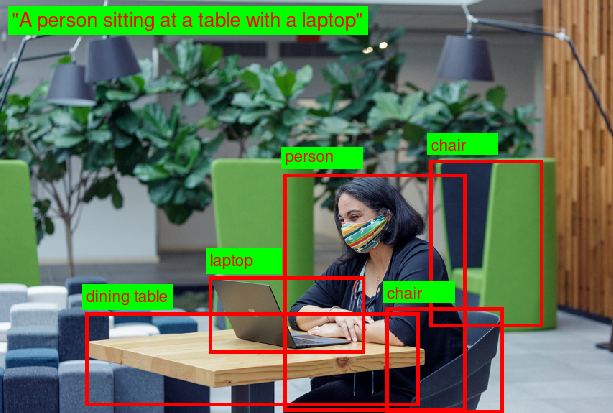 "A person sitting at a table with a laptop"
person
chair
laptop
dining table
chair